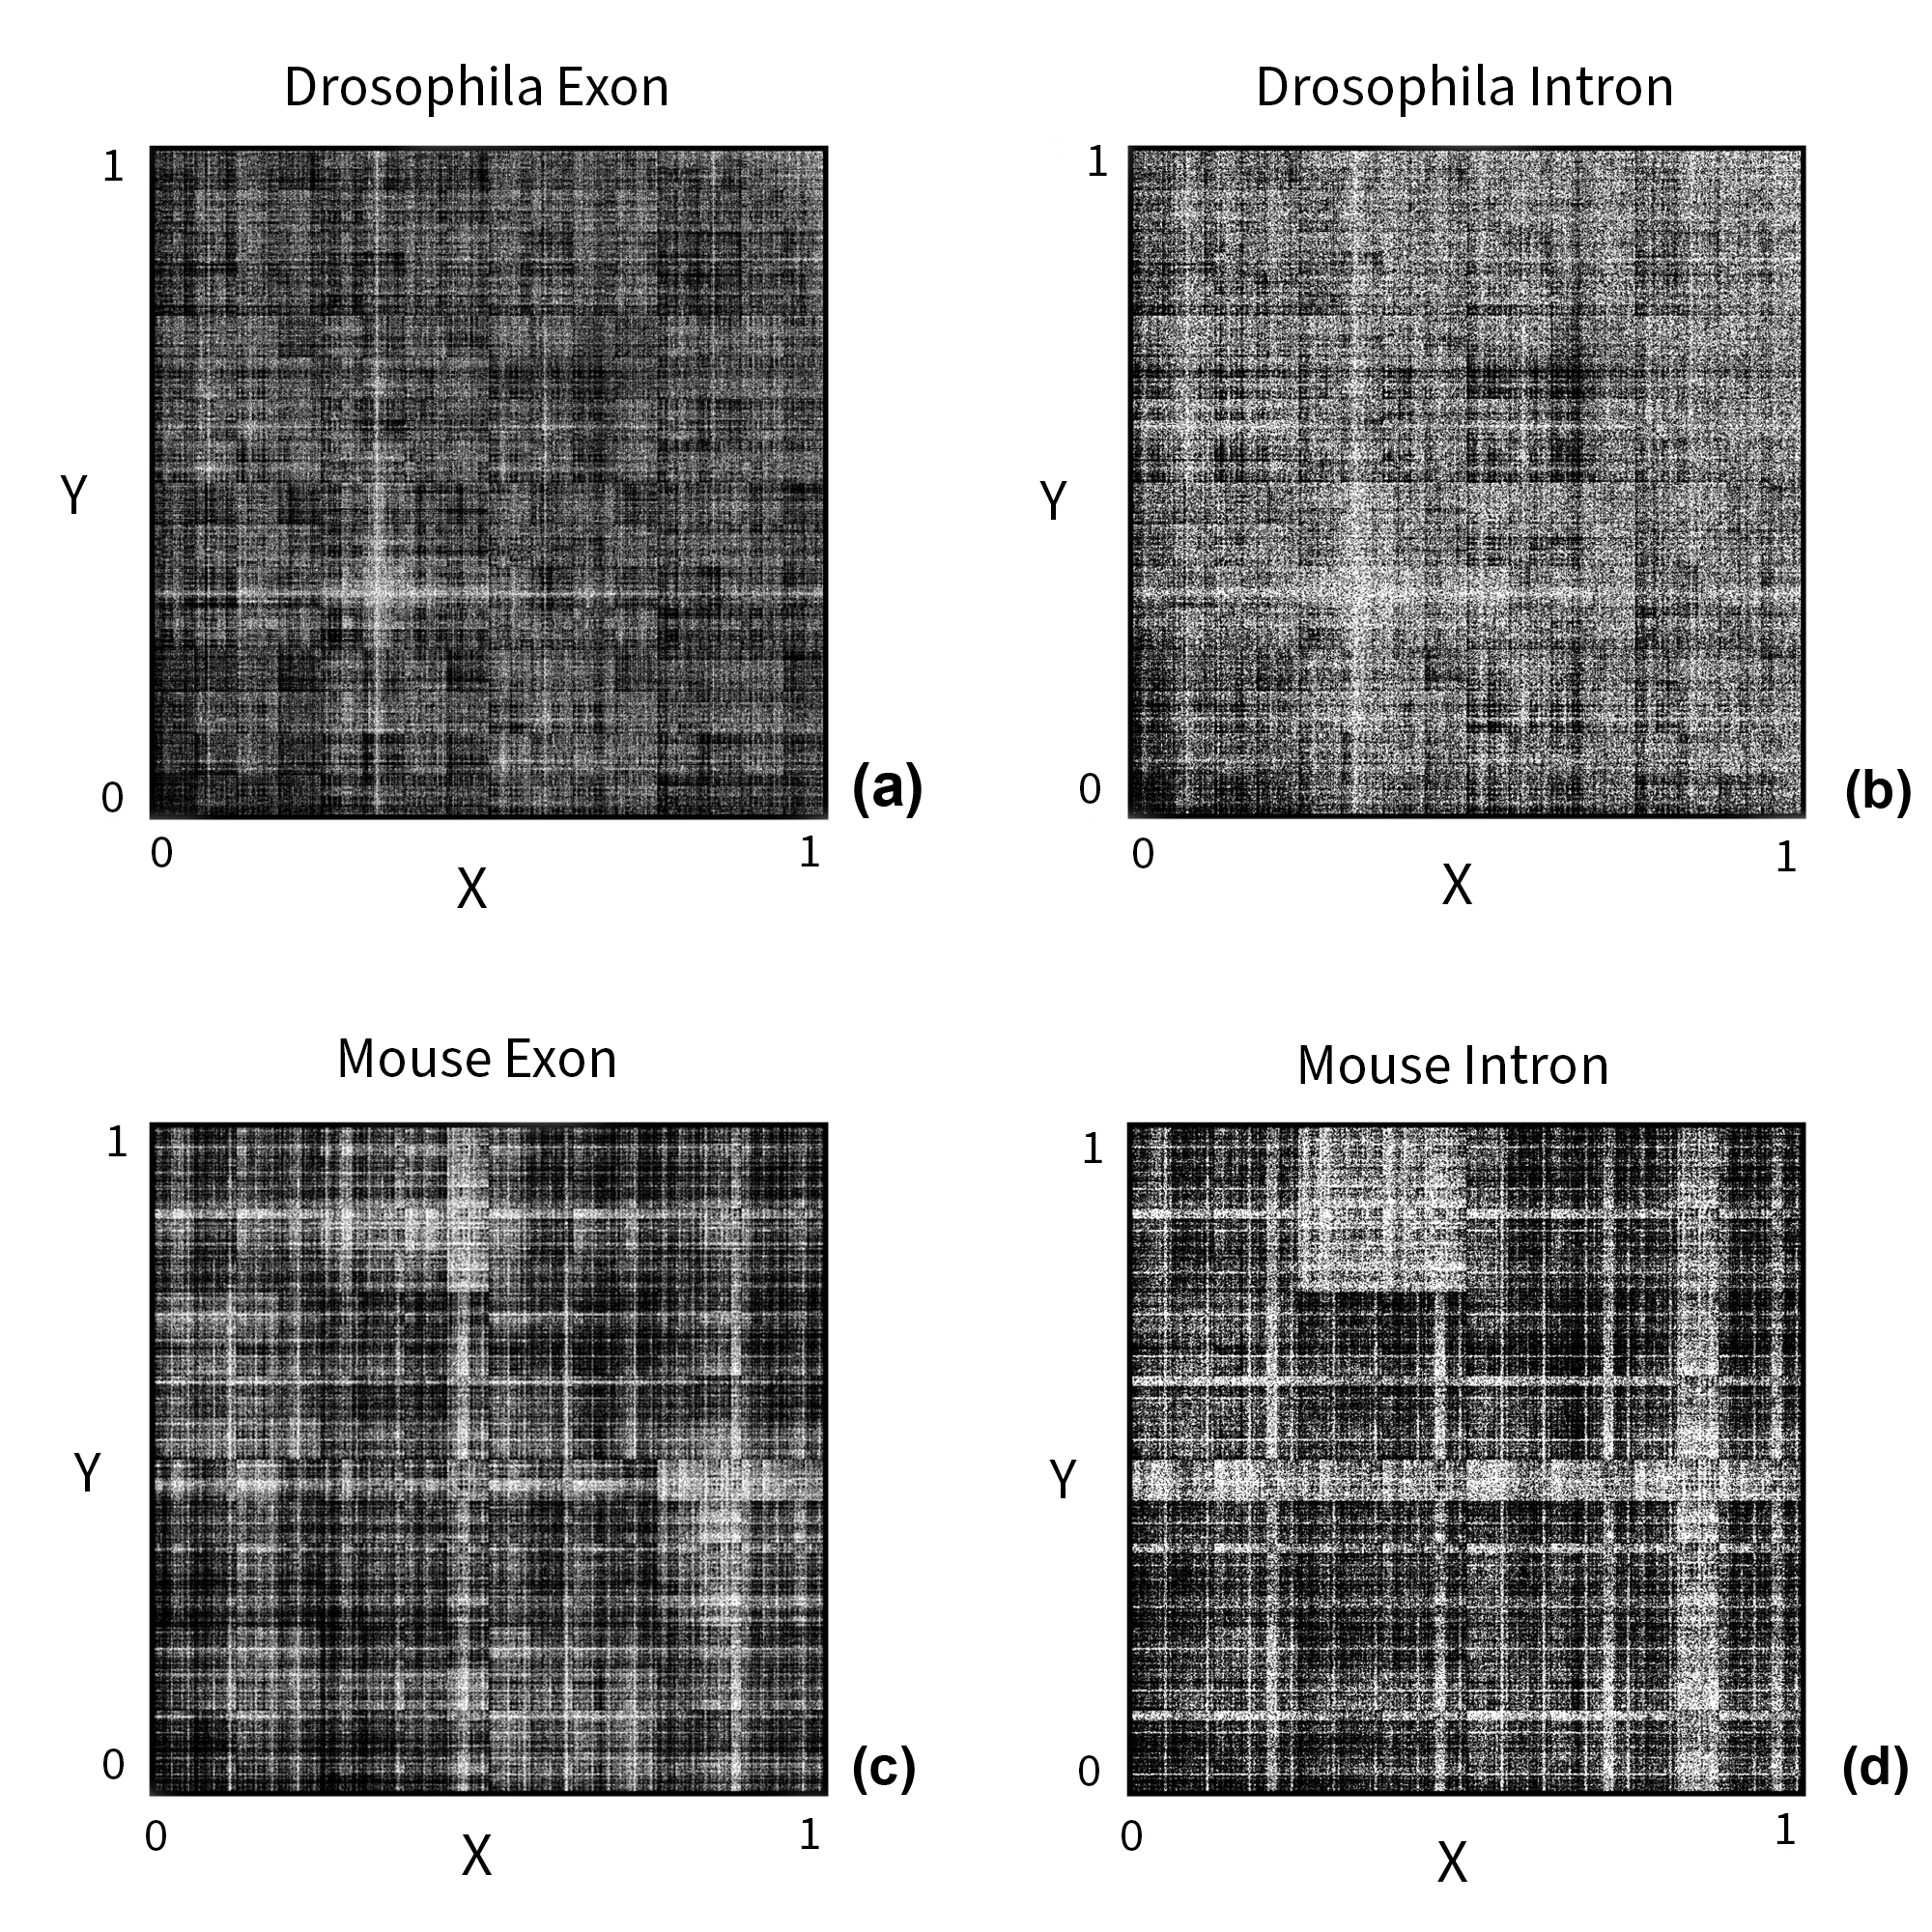 Drosophila Exon
1
Y
0
0
X
1
(a)
Drosophila Intron
1
Y
0
0
X
1
(b)
Mouse Exon
1
Y
0
0
X
1
(c)
Mouse Intron
1
Y
0
0
X
1
(d)